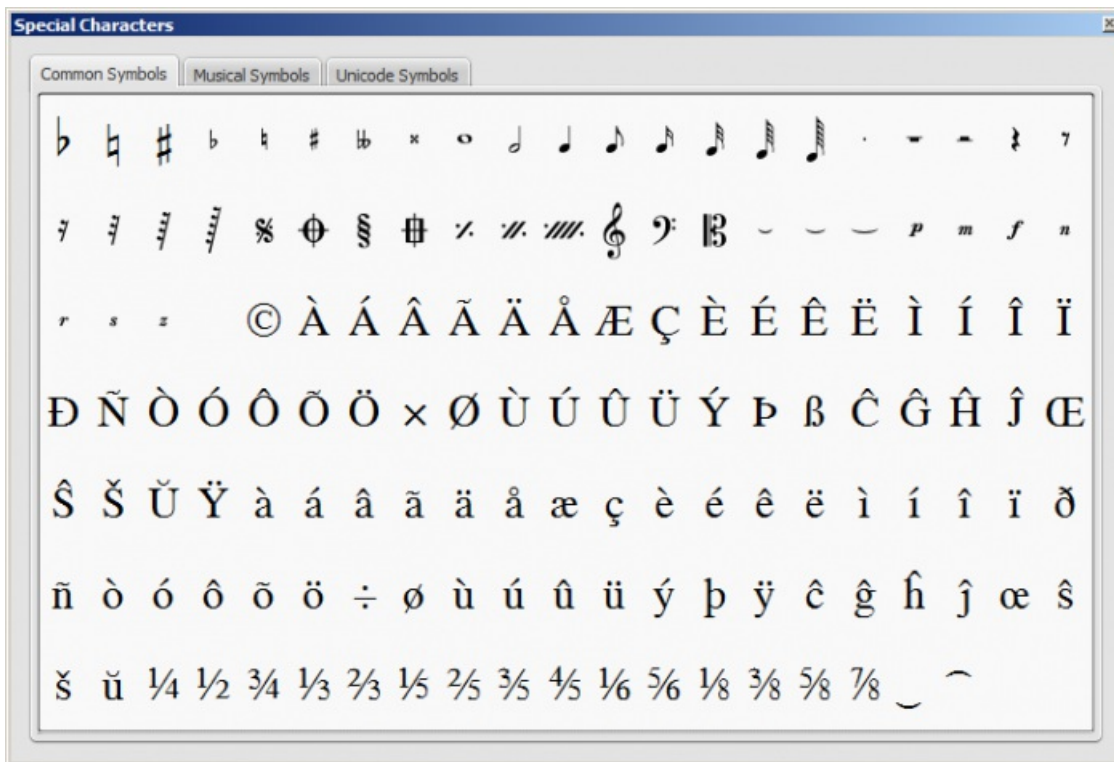 Special Characters
Common Symbols Musical Symbols Unicode Symbols
♭ ♮ ♯ ♭ ♮ ♯ 𝄫 𝄪 𝅝 𝅗𝅥 𝅘𝅥 𝅘𝅥𝅮 𝅘𝅥𝅯 𝅘𝅥𝅰 𝅘𝅥𝅱 𝅘𝅥𝅲 . 𝄻 𝄼 𝄽 𝄾
𝄿 𝅀 𝅁 𝅂 𝄋 𝄌 § 𝄞 𝄢 𝄡 p m f n
r s z © À Á Â Ã Ä Å Æ Ç È É Ê Ë Ì Í Î Ï
Ð Ñ Ò Ó Ô Õ Ö × Ø Ù Ú Û Ü Ý Þ ß Ĉ Ĝ Ĥ Ĵ Œ
Ŝ Š Ŭ Ÿ à á â ã ä å æ ç è é ê ë ì í î ï ð
ñ ò ó ô õ ö ÷ ø ù ú û ü ý þ ÿ ĉ ĝ ĥ ĵ œ ŝ
š ŭ ¼ ½ ¾ ⅓ ⅔ ⅕ ⅖ ⅗ ⅘ ⅙ ⅚ ⅛ ⅜ ⅝ ⅞ ‿ ⁀